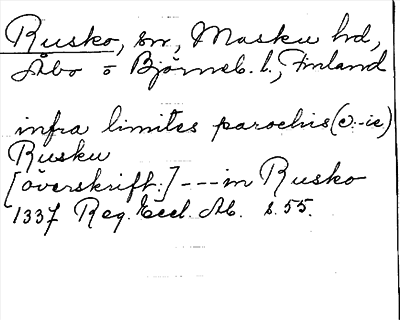 Rusko, sn, Masku hd,
Åbo o Björneb. l., Finland
infra limites parochis (o: -ie)
Rusku
[överskrift:] --- in Rusko
1337 Reg. Eccl. Ab. s. 55.